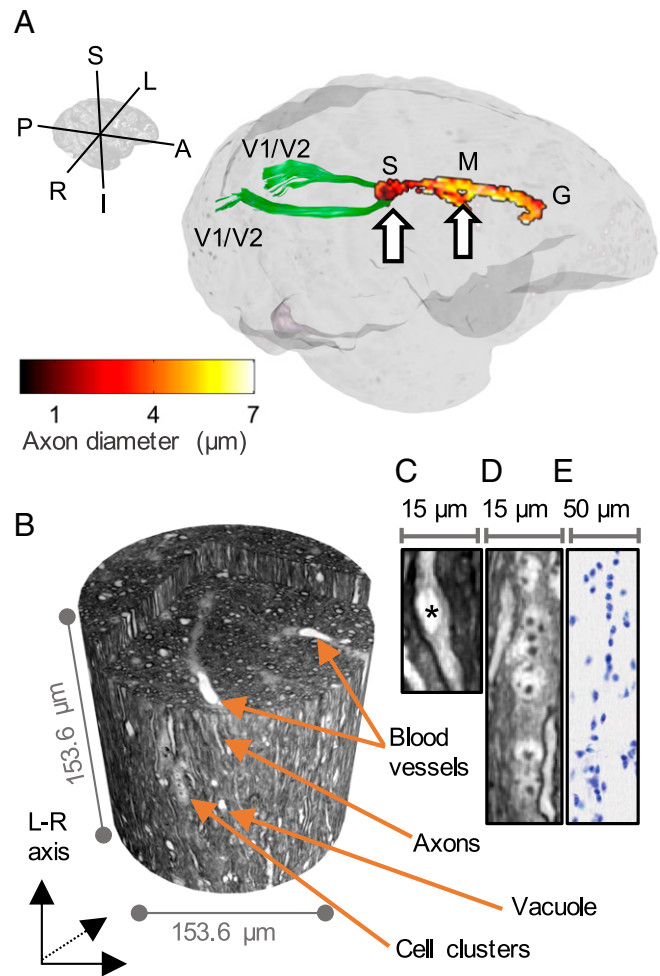 A
S
L
P
A
R
I
V1/V2
V1/V2
S
M
G
1
4
7
Axon diameter (µm)
C
D
E
15 µm
15 µm
50 µm
B
*
153.6 µm
Blood
vessels
Axons
L-R
axis
Vacuole
153.6 µm
Cell clusters